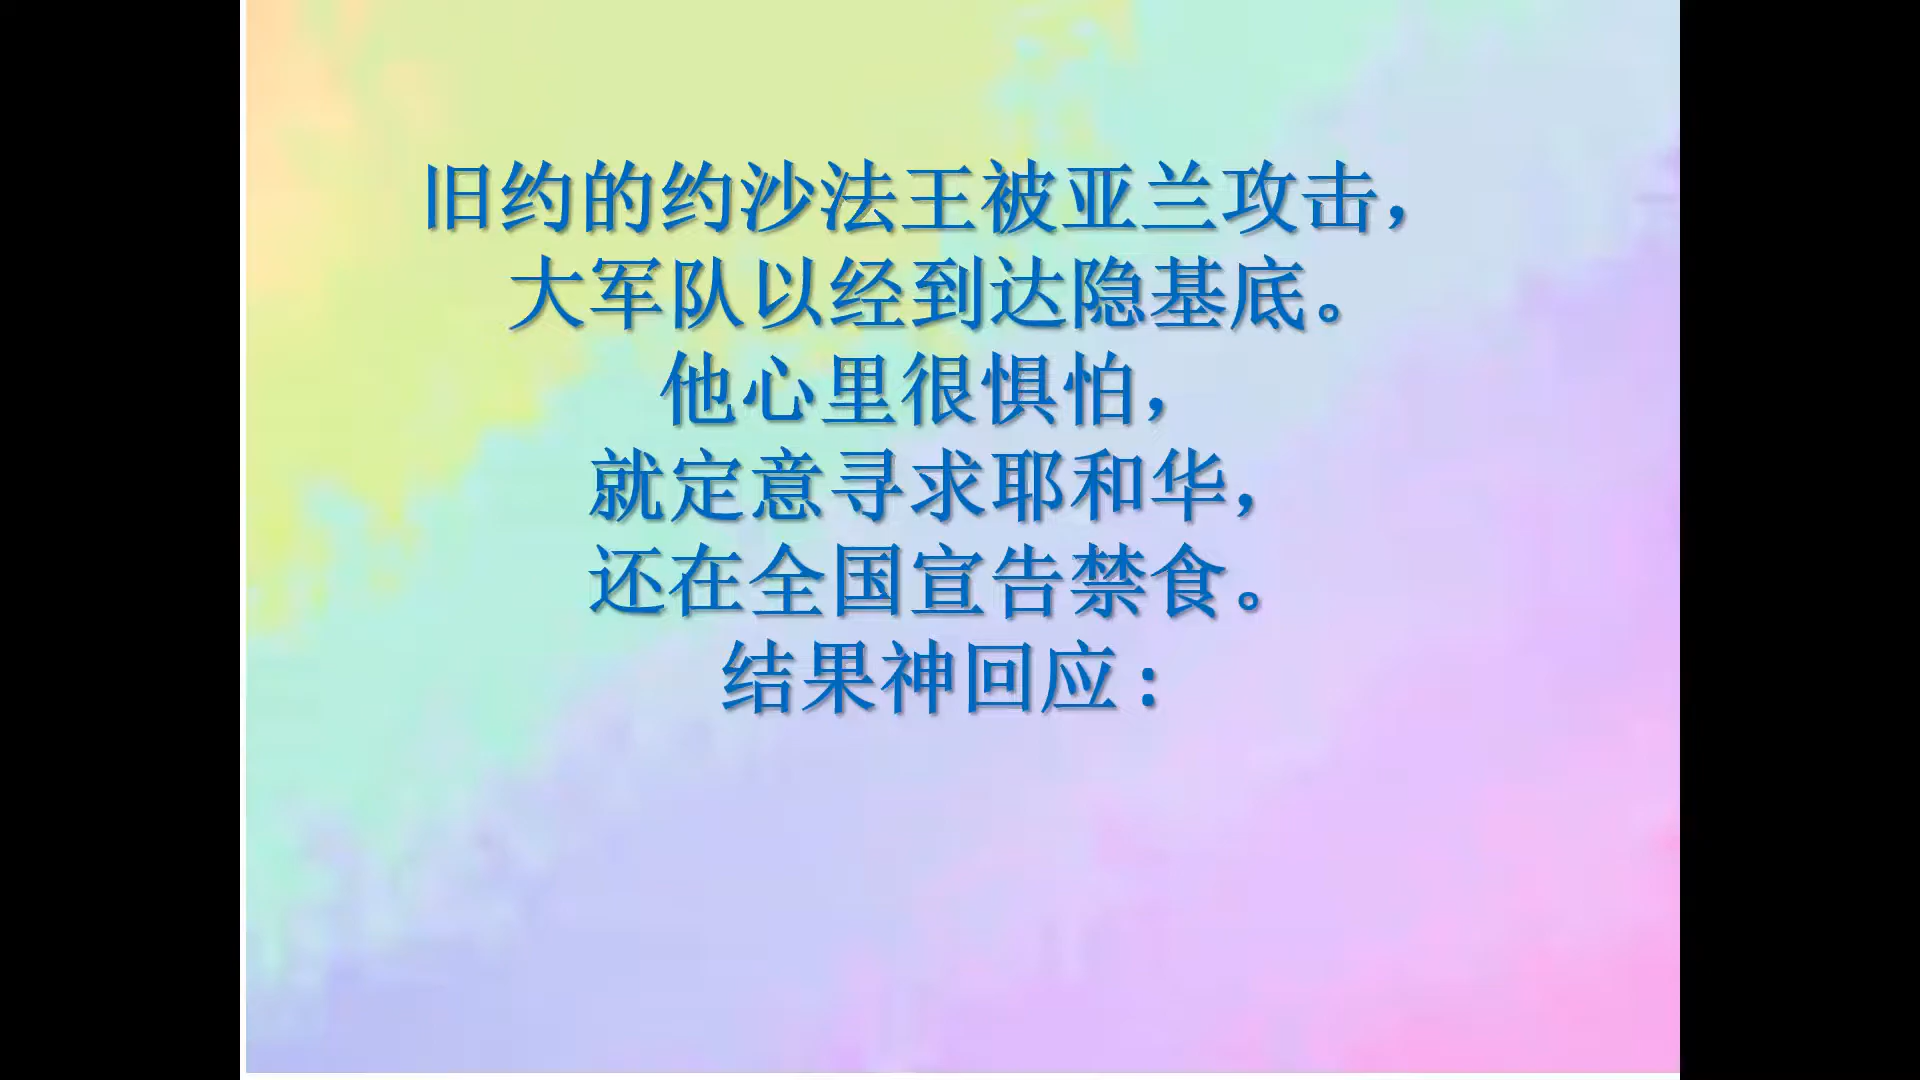 旧约的约沙法王被亚兰攻击，
大军队以经到达隐基底。
他心里很惧怕，
就定意寻求耶和华，
还在全国宣告禁食。
结果神回应：